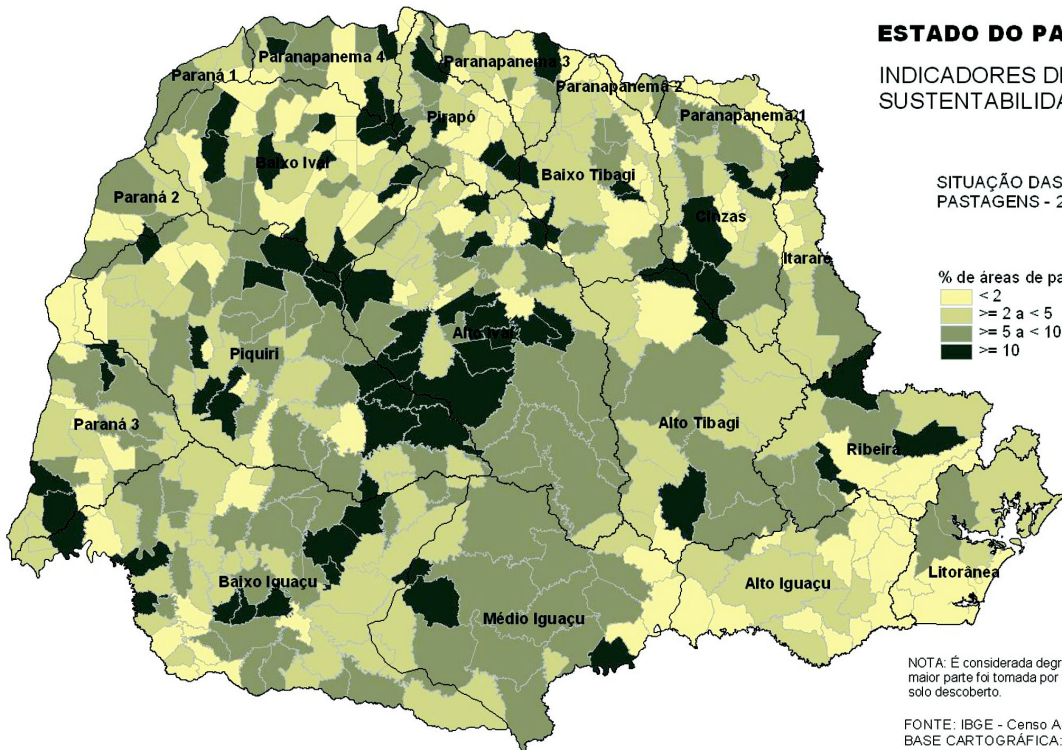 ESTADO DO PA
INDICADORES DE
SUSTENTABILIDA
SITUAÇÃO DAS
PASTAGENS - 2
% de áreas de pa
< 2
>= 2 a < 5
>= 5 a < 10
>= 10
Paranapanema 4
Paranapanema 3
Paraná 1
Paranapanema 2
Paranapanema 1
Pirapó
Baixo Ivaí
Baixo Tibagi
Paraná 2
Cinzas
Itararé
Alto Ivaí
Piquiri
Paraná 3
Alto Tibagi
Ribeira
Baixo Iguaçu
Alto Iguaçu
Litorânea
Médio Iguaçu
NOTA: É considerada degr
maior parte foi tomada por
solo descoberto.
FONTE: IBGE - Censo A
BASE CARTOGRÁFICA: